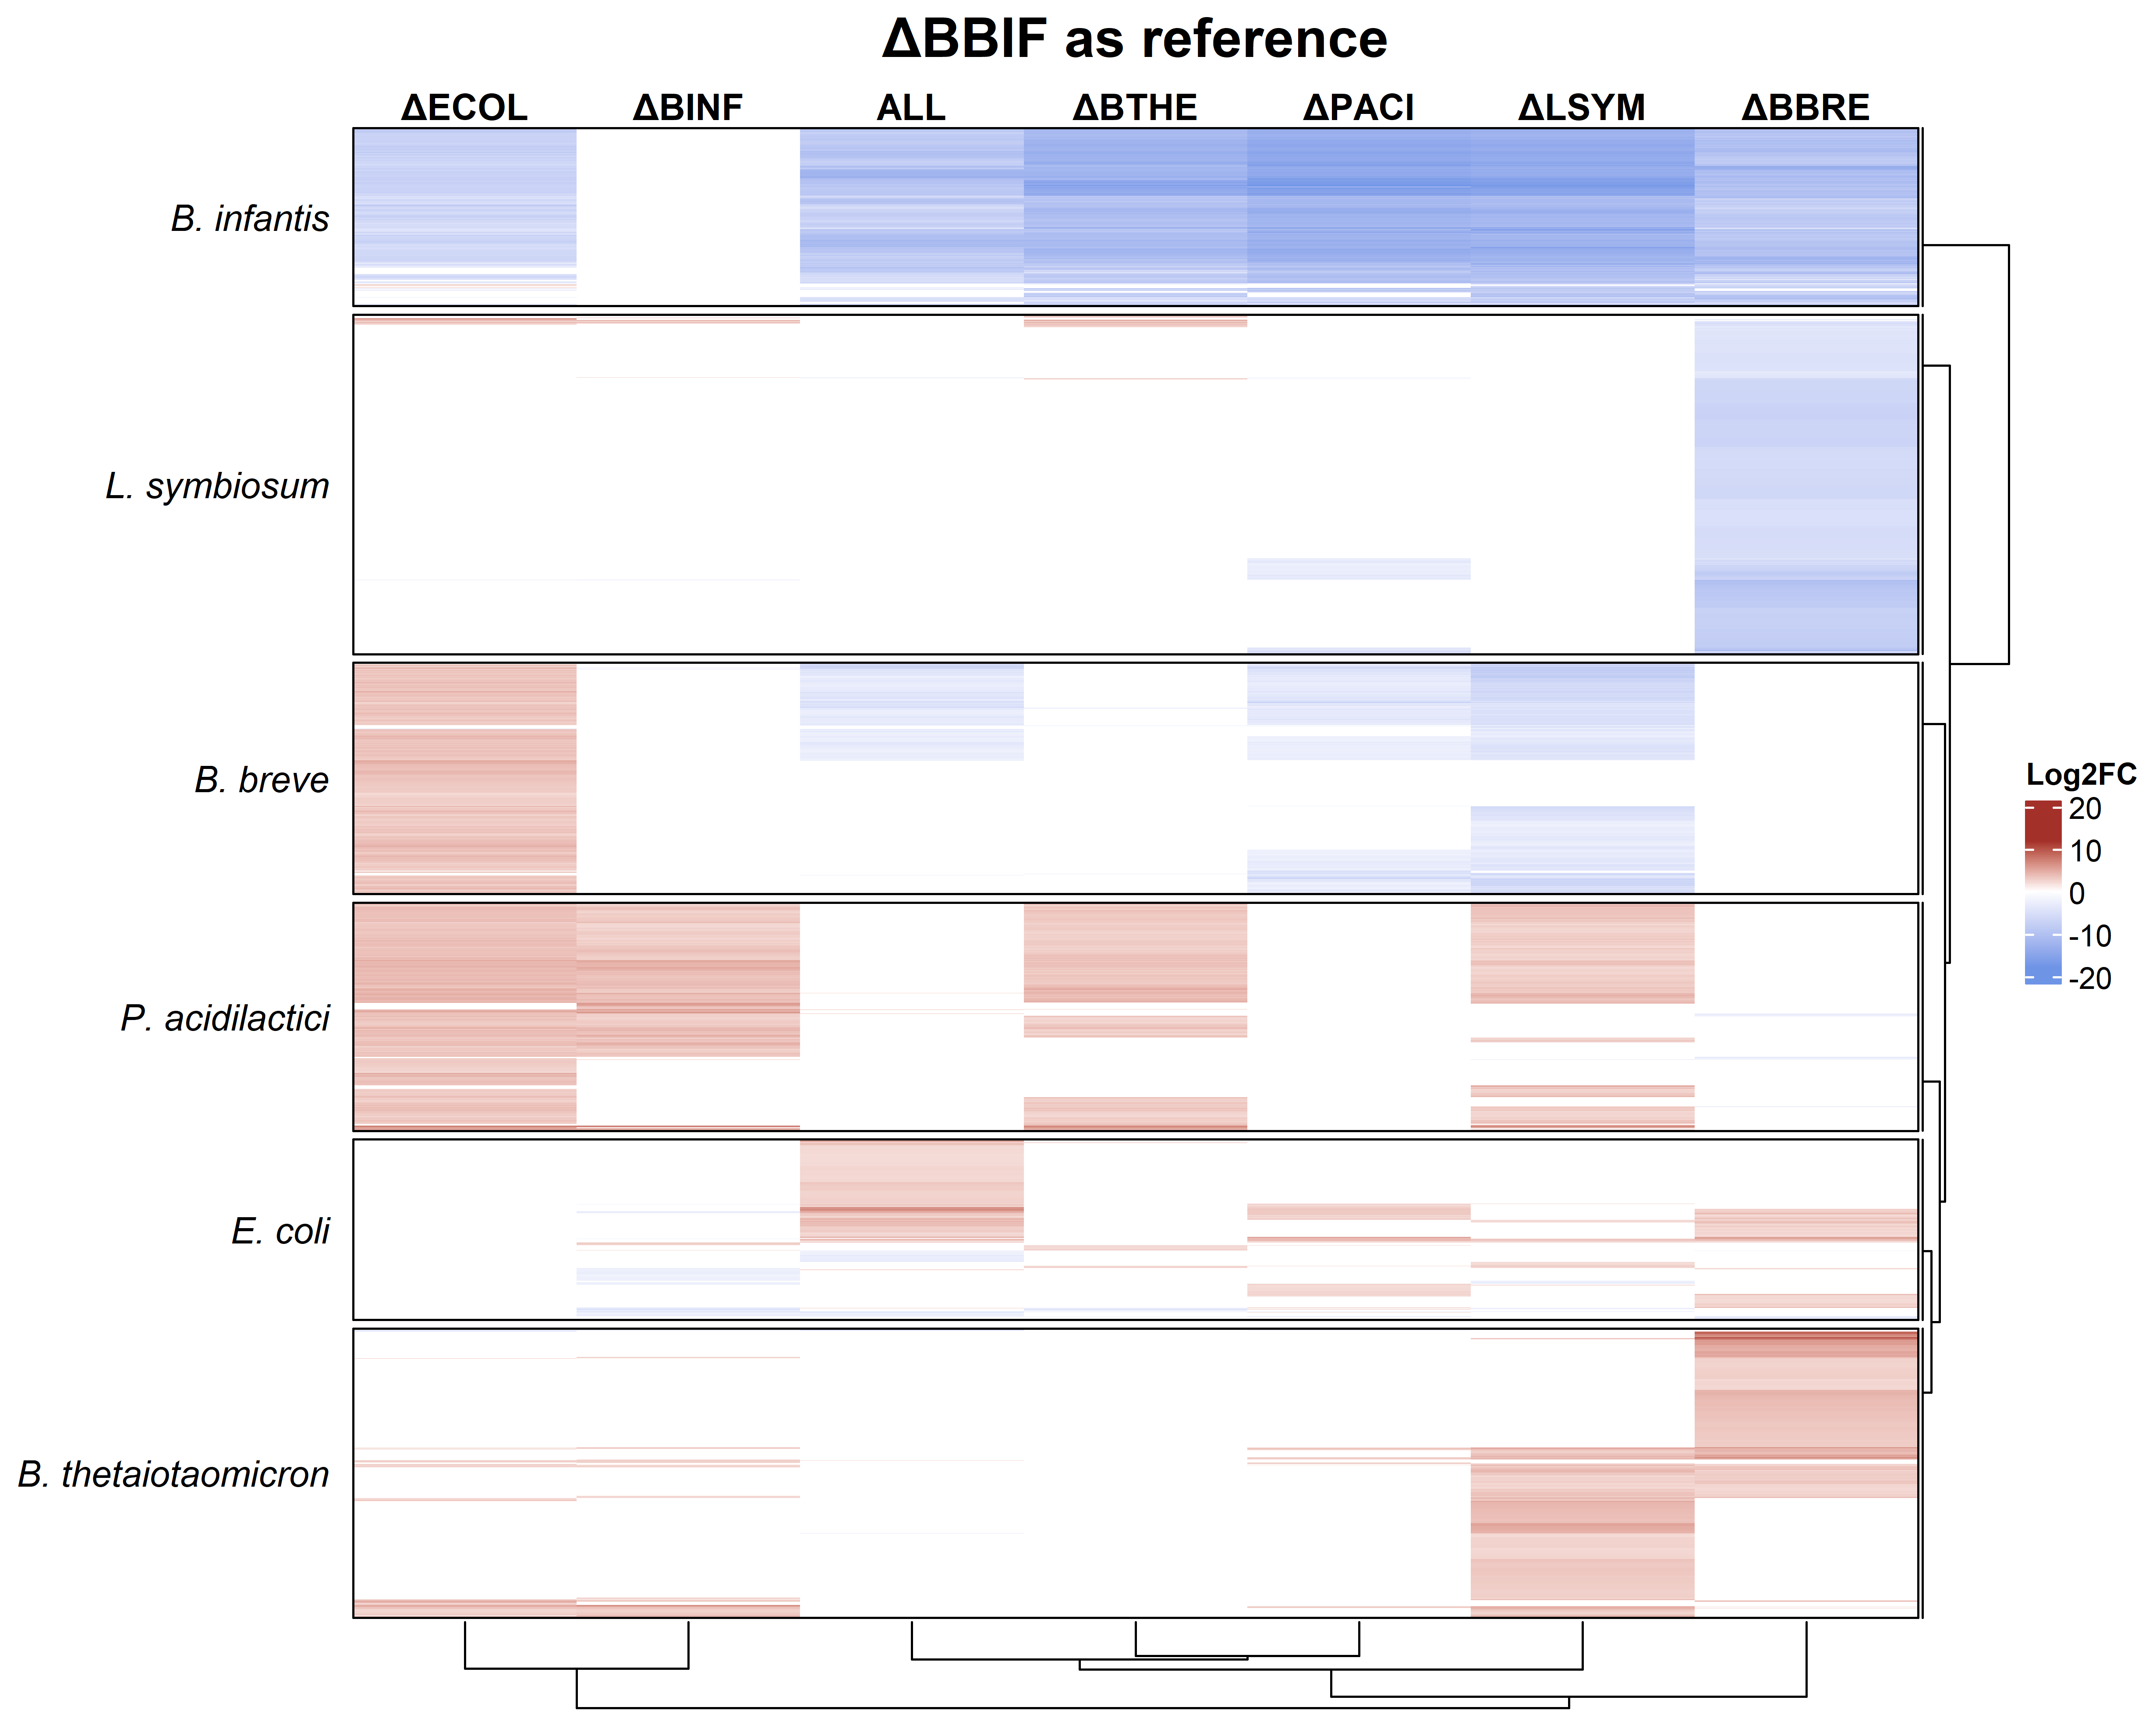 ΔBBIF as reference
ΔECOL ΔBINF ALL ΔBTHE ΔPACI ΔLSYM ΔBBRE
B. infantis
L. symbiosum
B. breve
P. acidilactici
E. coli
B. thetaiotaomicron
Log2FC
20
10
0
-10
-20